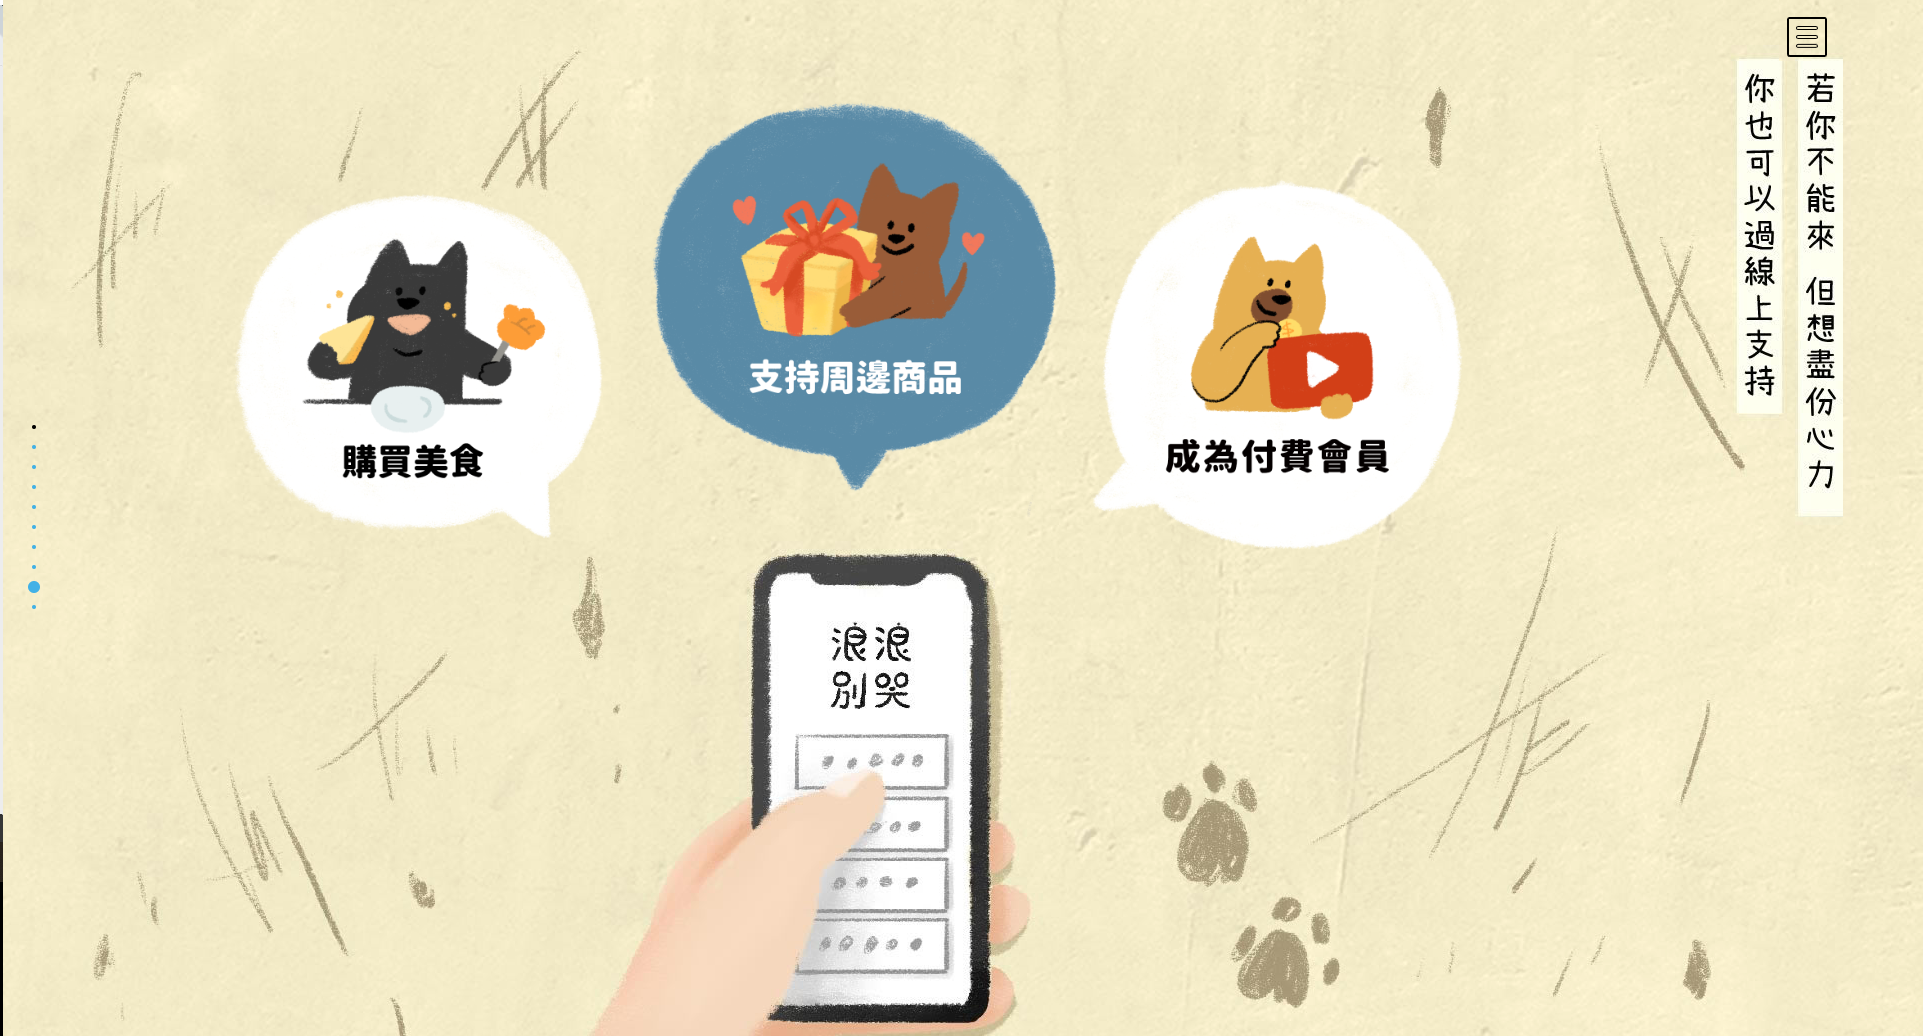 若你不能來 但想盡份心力
你也可以過線上支持
支持周邊商品
購買美食
成為付費會員
浪浪
別哭